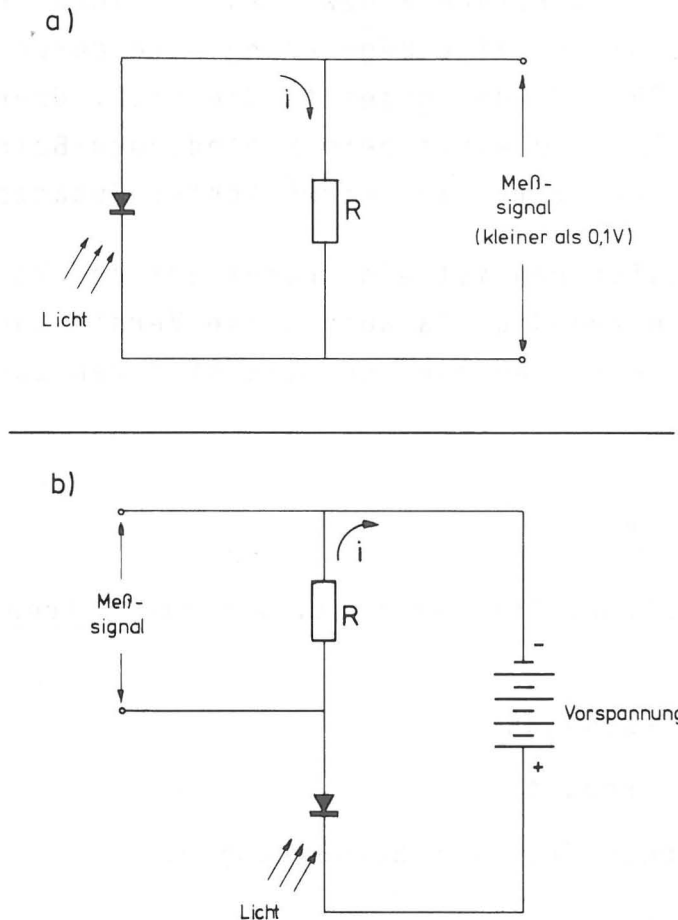 a)
i
R
Meß-
signal
(kleiner als 0,1V)
Licht
b)
i
Meß-
signal
R
-
Vorspannung
+
Licht